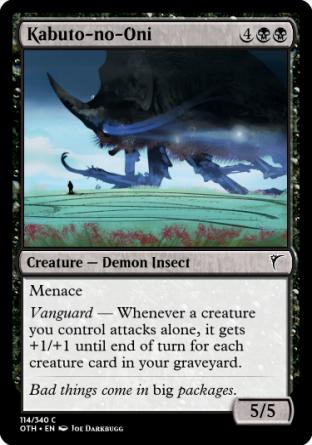 Kabuto-no-Oni 4
Creature — Demon Insect
Menace
Vanguard — Whenever a creature
you control attacks alone, it gets
+1/+1 until end of turn for each
creature card in your graveyard.
Bad things come in big packages.
5/5
114/340 C
OTH • EN Joe Darkbugg